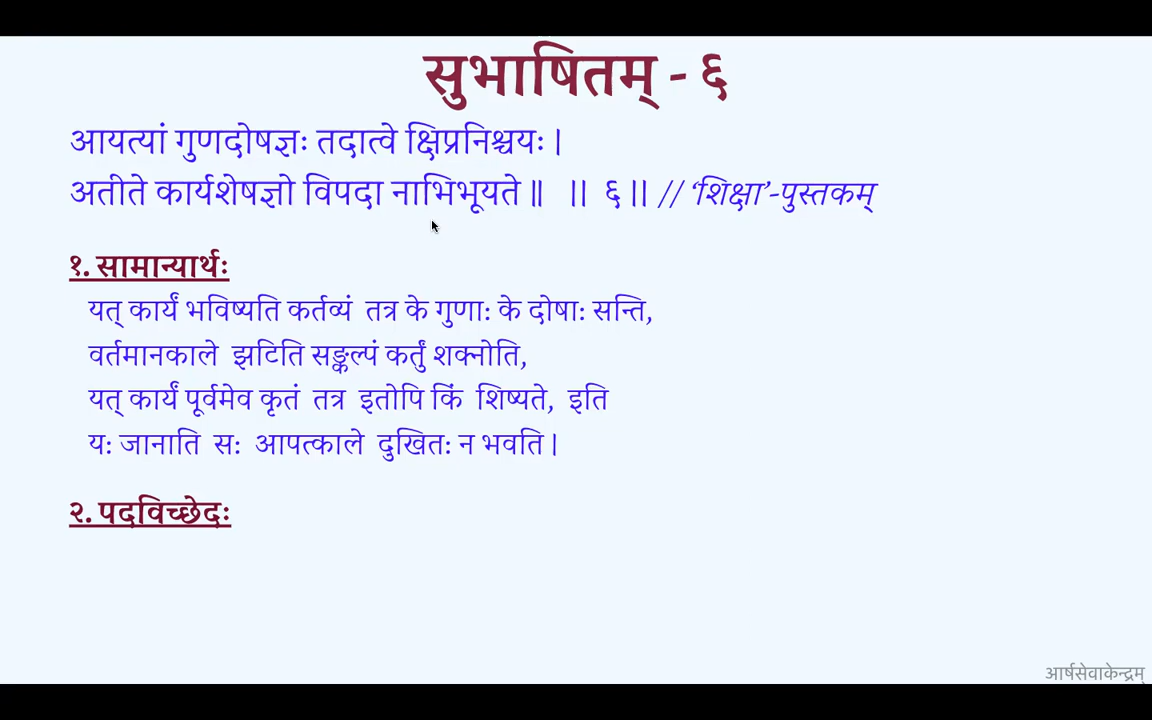 सुभाषितम् - ६
आयत्यां गुणदोषज्ञः तदात्वे क्षिप्रनिश्चयः ।
अतीते कार्यशेषज्ञो विपदा नाभिभूयते ॥ ॥ ६॥ // ‘शिक्षा’-पुस्तकम्
१. सामान्यार्थः
यत् कार्यं भविष्यति कर्तव्यं तत्र के गुणाः के दोषाः सन्ति,
वर्तमानकाले झटिति सङ्कल्पं कर्तुं शक्नोति,
यत् कार्यं पूर्वमेव कृतं तत्र इतोपि किं शिष्यते, इति
यः जानाति सः आपत्काले दुखितः न भवति ।
२. पदविच्छेदः
आर्षसेवाकेन्द्रम्